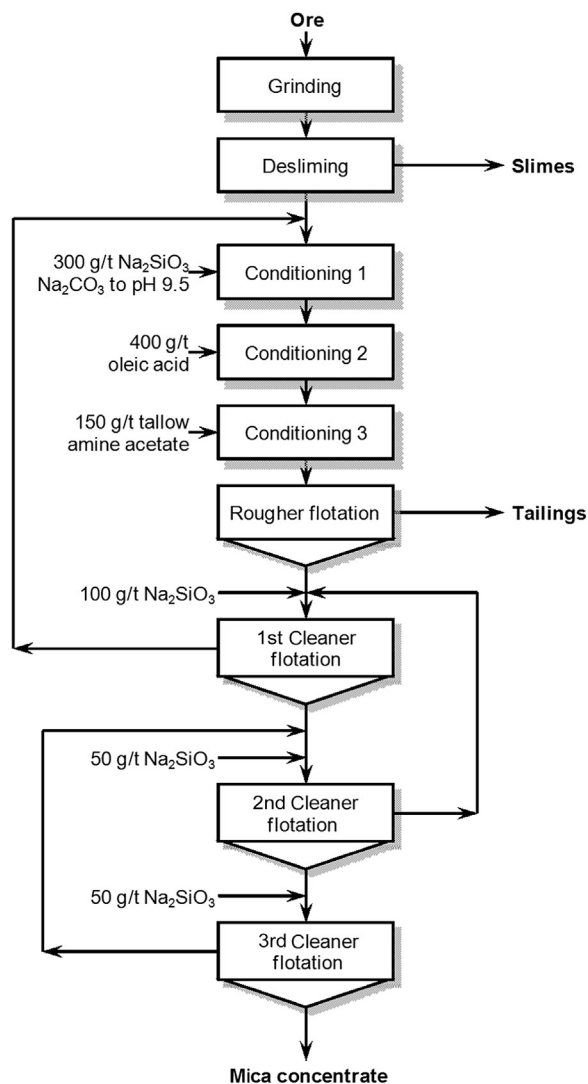 Ore
Grinding
Desliming
Slimes
300 g/t Na₂SiO₃
Na₂CO₃ to pH 9.5
Conditioning 1
400 g/t
oleic acid
Conditioning 2
150 g/t tallow
amine acetate
Conditioning 3
Rougher flotation
Tailings
100 g/t Na₂SiO₃
1st Cleaner
flotation
50 g/t Na₂SiO₃
2nd Cleaner
flotation
50 g/t Na₂SiO₃
3rd Cleaner
flotation
Mica concentrate